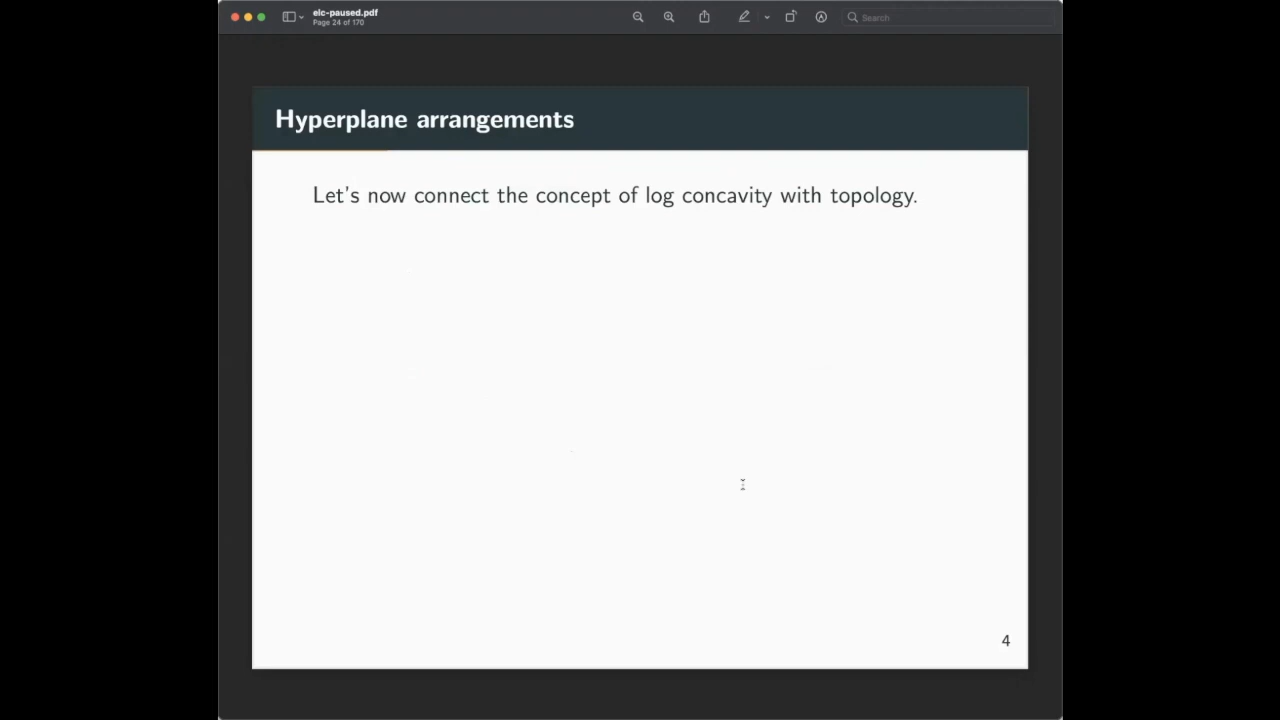 elc-paused.pdf
Page 24 of 170
Search
Hyperplane arrangements
Let's now connect the concept of log concavity with topology.
4